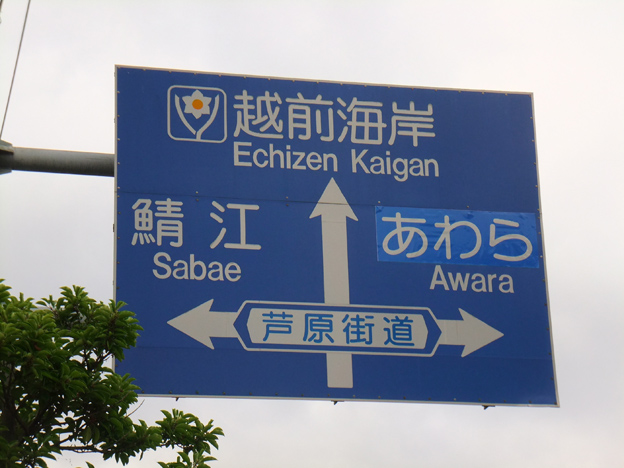 越前海岸
Echizen Kaigan
鯖江
Sabae
あわら
Awara
芦原街道